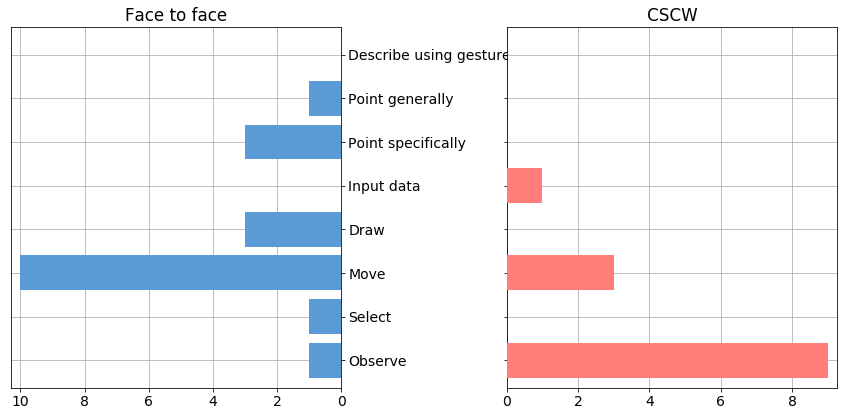 Face to face
CSCW
Describe using gesture
Point generally
Point specifically
Input data
Draw
Move
Select
Observe
10 8 6 4 2 0
0 2 4 6 8